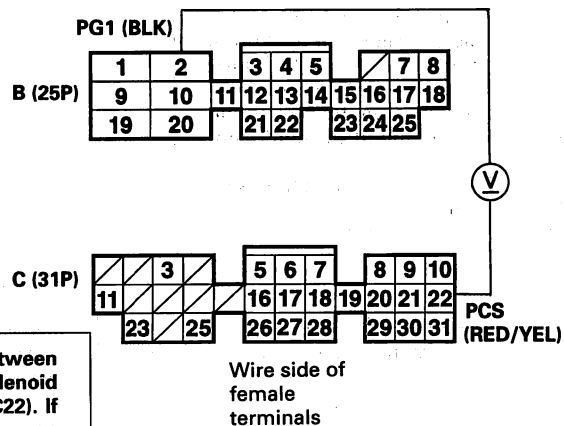 PG1 (BLK)
B (25P)
1 2 3 4 5 7 8
9 10 11 12 13 14 15 16 17 18
19 20 21 22 23 24 25
V
C (31P)
3 5 6 7 8 9 10
11 16 17 18 19 20 21 22
23 25 26 27 28 29 30 31
PCS
(RED/YEL)
tween
lenoid
C22). If
Wire side of
female
terminals